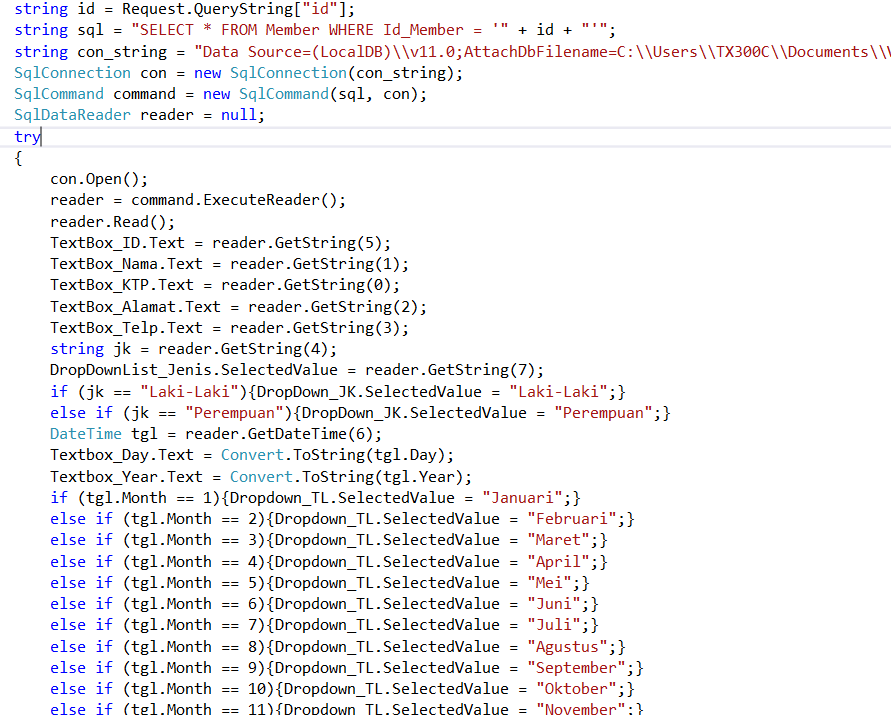 string id = Request.QueryString["id"];
string sql = "SELECT * FROM Member WHERE Id_Member = '" + id + "'";
string con_string = "Data Source=(LocalDB)\\v11.0;AttachDbFilename=C:\\Users\\TX300C\\Documents\\
SqlConnection con = new SqlConnection(con_string);
SqlCommand command = new SqlCommand(sql, con);
SqlDataReader reader = null;
try
{
con.Open();
reader = command.ExecuteReader();
reader.Read();
TextBox_ID.Text = reader.GetString(5);
TextBox_Nama.Text = reader.GetString(1);
TextBox_KTP.Text = reader.GetString(0);
TextBox_Alamat.Text = reader.GetString(2);
TextBox_Telp.Text = reader.GetString(3);
string jk = reader.GetString(4);
DropDownList_Jenis.SelectedValue = reader.GetString(7);
if (jk == "Laki-Laki"){DropDown_JK.SelectedValue = "Laki-Laki";}
else if (jk == "Perempuan"){DropDown_JK.SelectedValue = "Perempuan";}
DateTime tgl = reader.GetDateTime(6);
Textbox_Day.Text = Convert.ToString(tgl.Day);
Textbox_Year.Text = Convert.ToString(tgl.Year);
if (tgl.Month == 1){Dropdown_TL.SelectedValue = "Januari";}
else if (tgl.Month == 2){Dropdown_TL.SelectedValue = "Februari";}
else if (tgl.Month == 3){Dropdown_TL.SelectedValue = "Maret";}
else if (tgl.Month == 4){Dropdown_TL.SelectedValue = "April";}
else if (tgl.Month == 5){Dropdown_TL.SelectedValue = "Mei";}
else if (tgl.Month == 6){Dropdown_TL.SelectedValue = "Juni";}
else if (tgl.Month == 7){Dropdown_TL.SelectedValue = "Juli";}
else if (tgl.Month == 8){Dropdown_TL.SelectedValue = "Agustus";}
else if (tgl.Month == 9){Dropdown_TL.SelectedValue = "September";}
else if (tgl.Month == 10){Dropdown_TL.SelectedValue = "Oktober";}
else if (tgl.Month == 11){Dropdown_TL.SelectedValue = "November";}